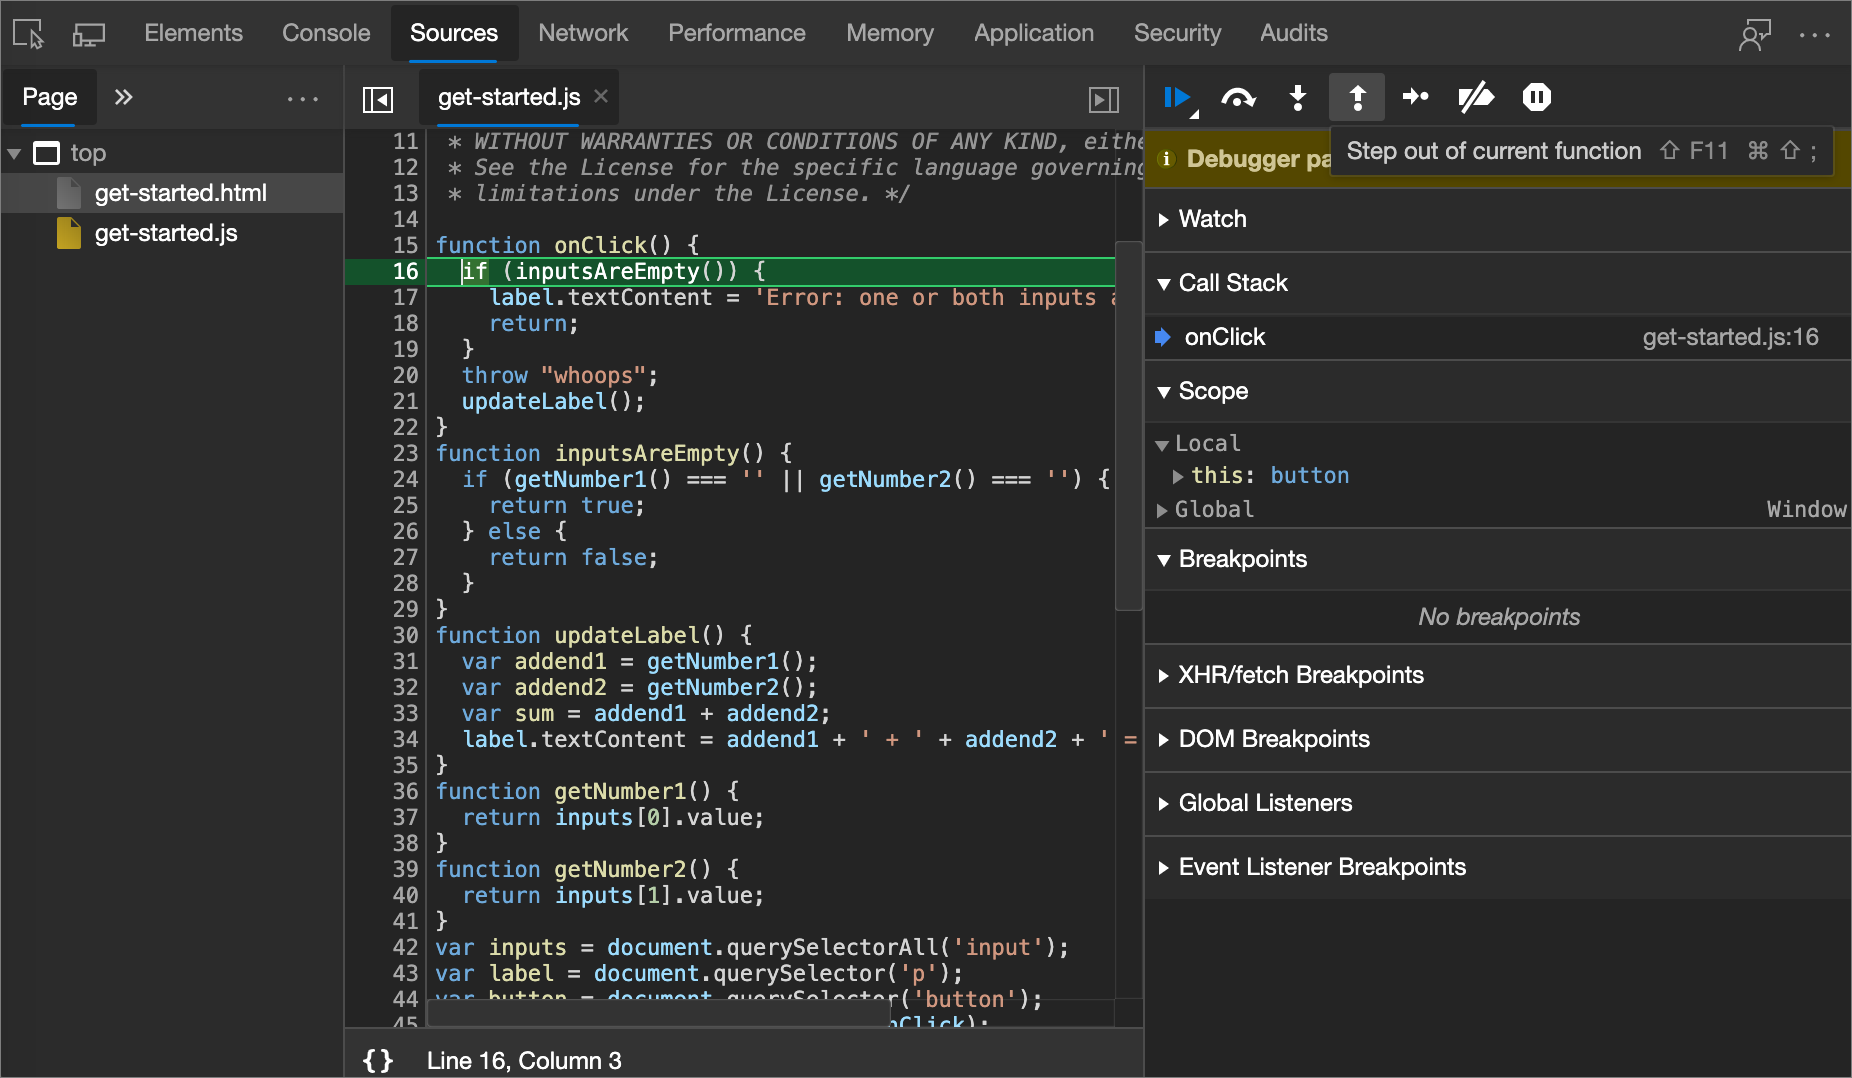 Elements Console Sources Network Performance Memory Application Security Audits
Page
get-started.js
top
get-started.html
get-started.js
11 * WITHOUT WARRANTIES OR CONDITIONS OF ANY KIND, eithe
12 * See the License for the specific language governing
13 * limitations under the License. */
14
15 function onClick() {
16 if (inputsAreEmpty()) {
17 label.textContent = 'Error: one or both inputs a
18 return;
19 }
20 throw "whoops";
21 updateLabel();
22 }
23 function inputsAreEmpty() {
24 if (getNumber1() === '' || getNumber2() === '') {
25 return true;
26 } else {
27 return false;
28 }
29 }
30 function updateLabel() {
31 var addend1 = getNumber1();
32 var addend2 = getNumber2();
33 var sum = addend1 + addend2;
34 label.textContent = addend1 + ' + ' + addend2 + ' =
35 }
36 function getNumber1() {
37 return inputs[0].value;
38 }
39 function getNumber2() {
40 return inputs[1].value;
41 }
42 var inputs = document.querySelectorAll('input');
43 var label = document.querySelector('p');
44 var button = document.querySelector('button');
45 nClick);
{} Line 16, Column 3
Debugger pa
Step out of current function ⇧ F11 ⌘ ⇧ ;
Watch
Call Stack
onClick get-started.js:16
Scope
Local
this: button
Global Window
Breakpoints
No breakpoints
XHR/fetch Breakpoints
DOM Breakpoints
Global Listeners
Event Listener Breakpoints